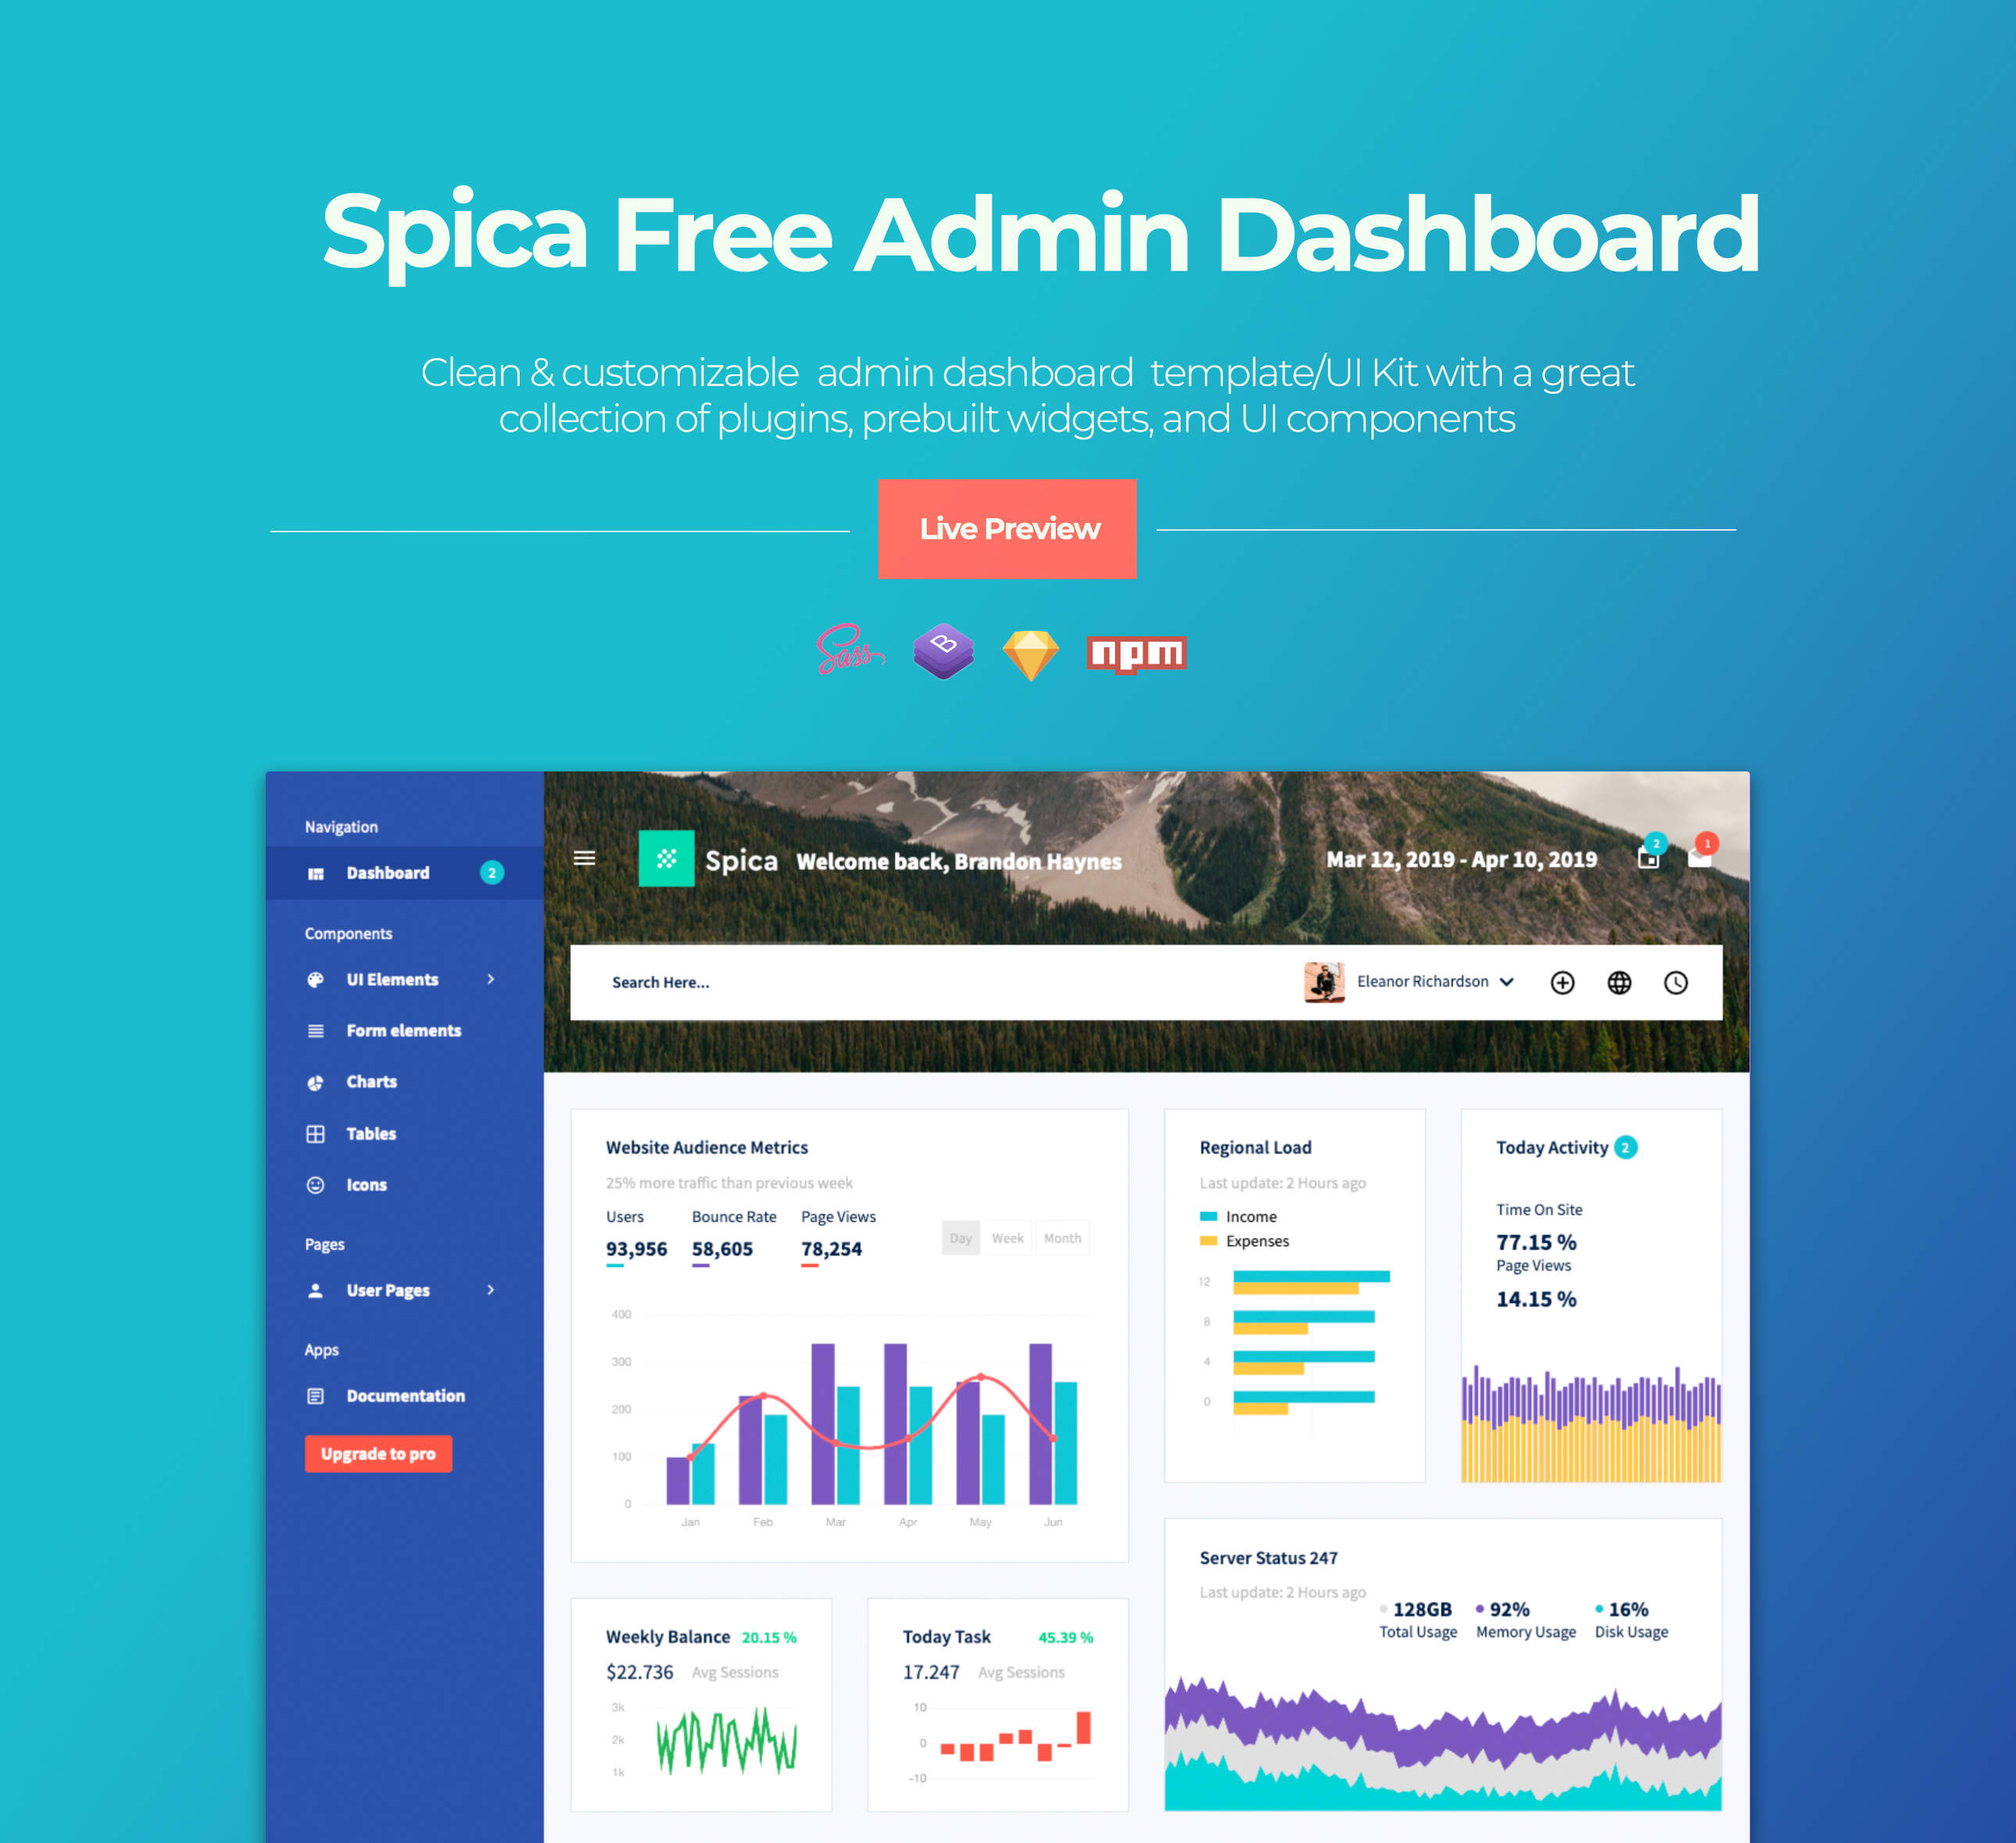 Spica Free Admin Dashboard
Clean & customizable admin dashboard template/UI Kit with a great
collection of plugins, prebuilt widgets, and UI components
Live Preview
Sass
B
npm
Navigation
Dashboard 2
Components
UI Elements
Form elements
Charts
Tables
Icons
Pages
User Pages
Apps
Documentation
Upgrade to pro
Spica Welcome back, Brandon Haynes
Mar 12, 2019 - Apr 10, 2019
2
1
Search Here...
Eleanor Richardson
Website Audience Metrics
25% more traffic than previous week
Users Bounce Rate Page Views
93,956 58,605 78,254
Day Week Month
400
300
200
100
0
Jan Feb Mar Apr May Jun
Regional Load
Last update: 2 Hours ago
Income
Expenses
12
8
4
0
Today Activity 2
Time On Site
77.15 %
Page Views
14.15 %
Weekly Balance 20.15 %
$22.736 Avg Sessions
3k
2k
1k
Today Task 45.39 %
17.247 Avg Sessions
10
0
-10
Server Status 247
Last update: 2 Hours ago
128GB 92% 16%
Total Usage Memory Usage Disk Usage